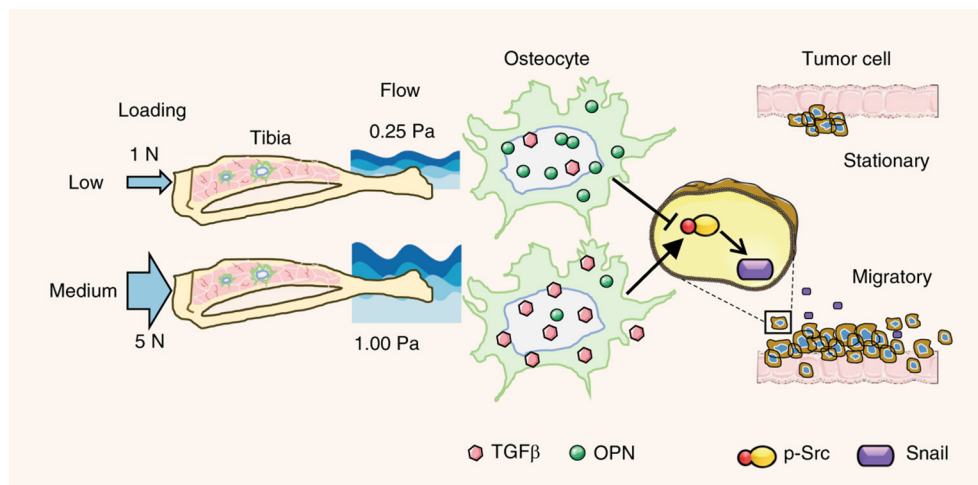 Loading
Tibia
Flow
Osteocyte
Tumor cell
1 N
0.25 Pa
Low
Stationary
Medium
5 N
1.00 Pa
Migratory
TGFβ
OPN
p-Src
Snail